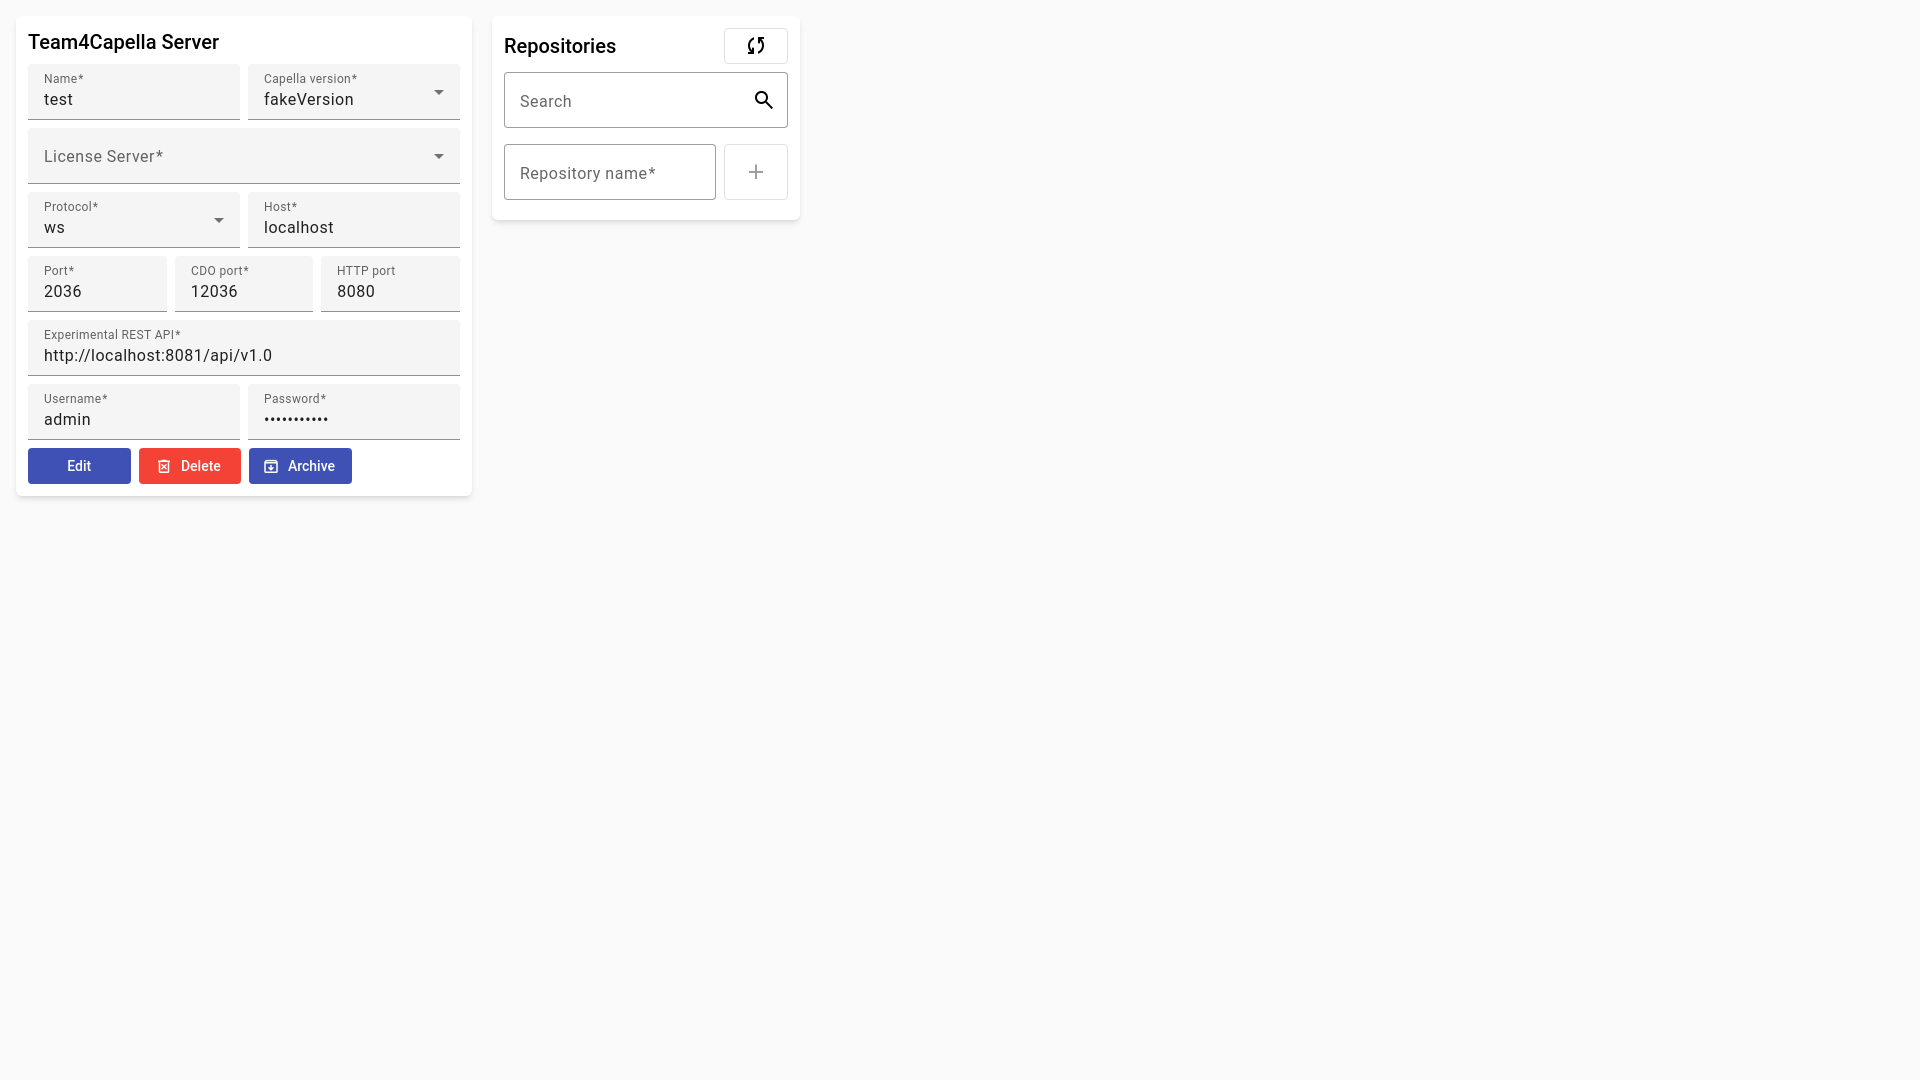 Team4Capella Server
Name*
test
Capella version*
fakeVersion
License Server*
Protocol*
ws
Host*
localhost
Port*
2036
CDO port*
12036
HTTP port
8080
Experimental REST API*
http://localhost:8081/api/v1.0
Username*
admin
Password*
•••••••••••
Edit
Delete
Archive
Repositories
Search
Repository name*